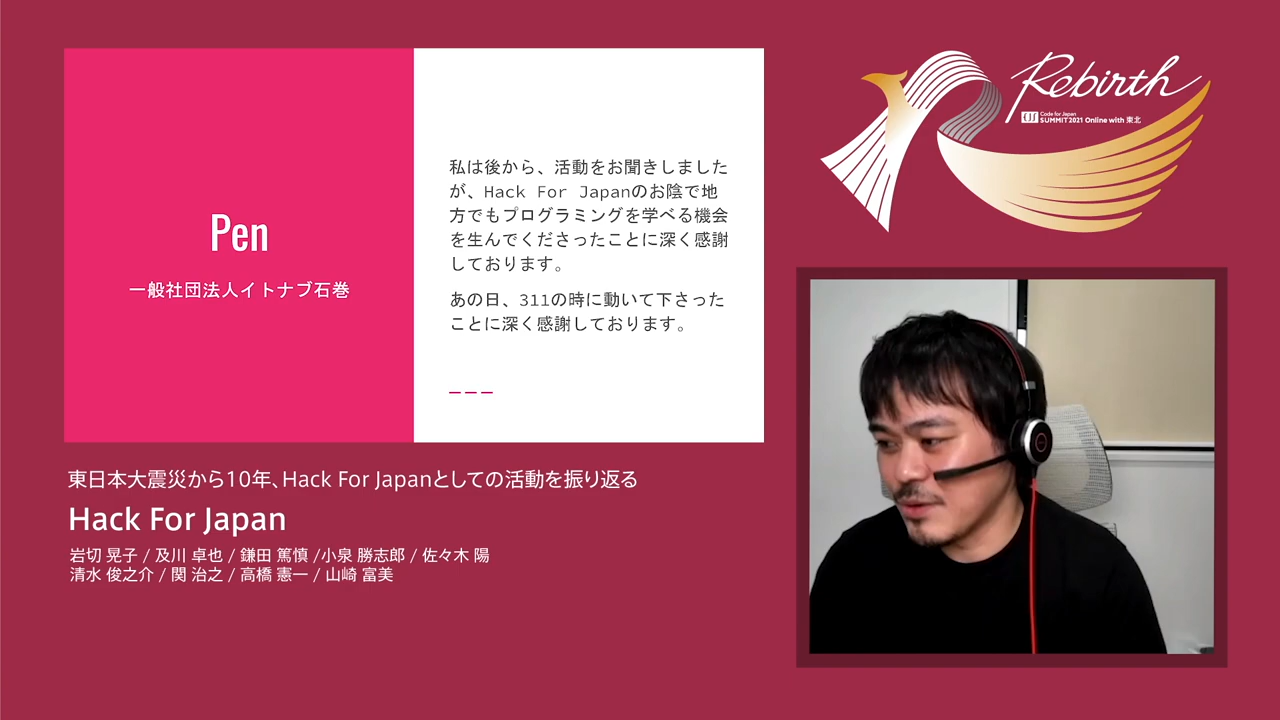 Pen
一般社団法人イトナブ石巻
私は後から、活動をお聞きしました
が、Hack For Japanのお陰で地
方でもプログラミングを学べる機会
を生んでくださったことに深く感謝
しております。
あの日、311の時に動いて下さった
ことに深く感謝しております。
Rebirth
Code for Japan
SUMMIT2021 Online with 東北
東日本大震災から10年、Hack For Japanとしての活動を振り返る
Hack For Japan
岩切 晃子 / 及川 卓也 / 鎌田 篤慎 /小泉 勝志郎 / 佐々木 陽
清水 俊之介 / 関 治之 / 高橋 憲一 / 山崎 富美